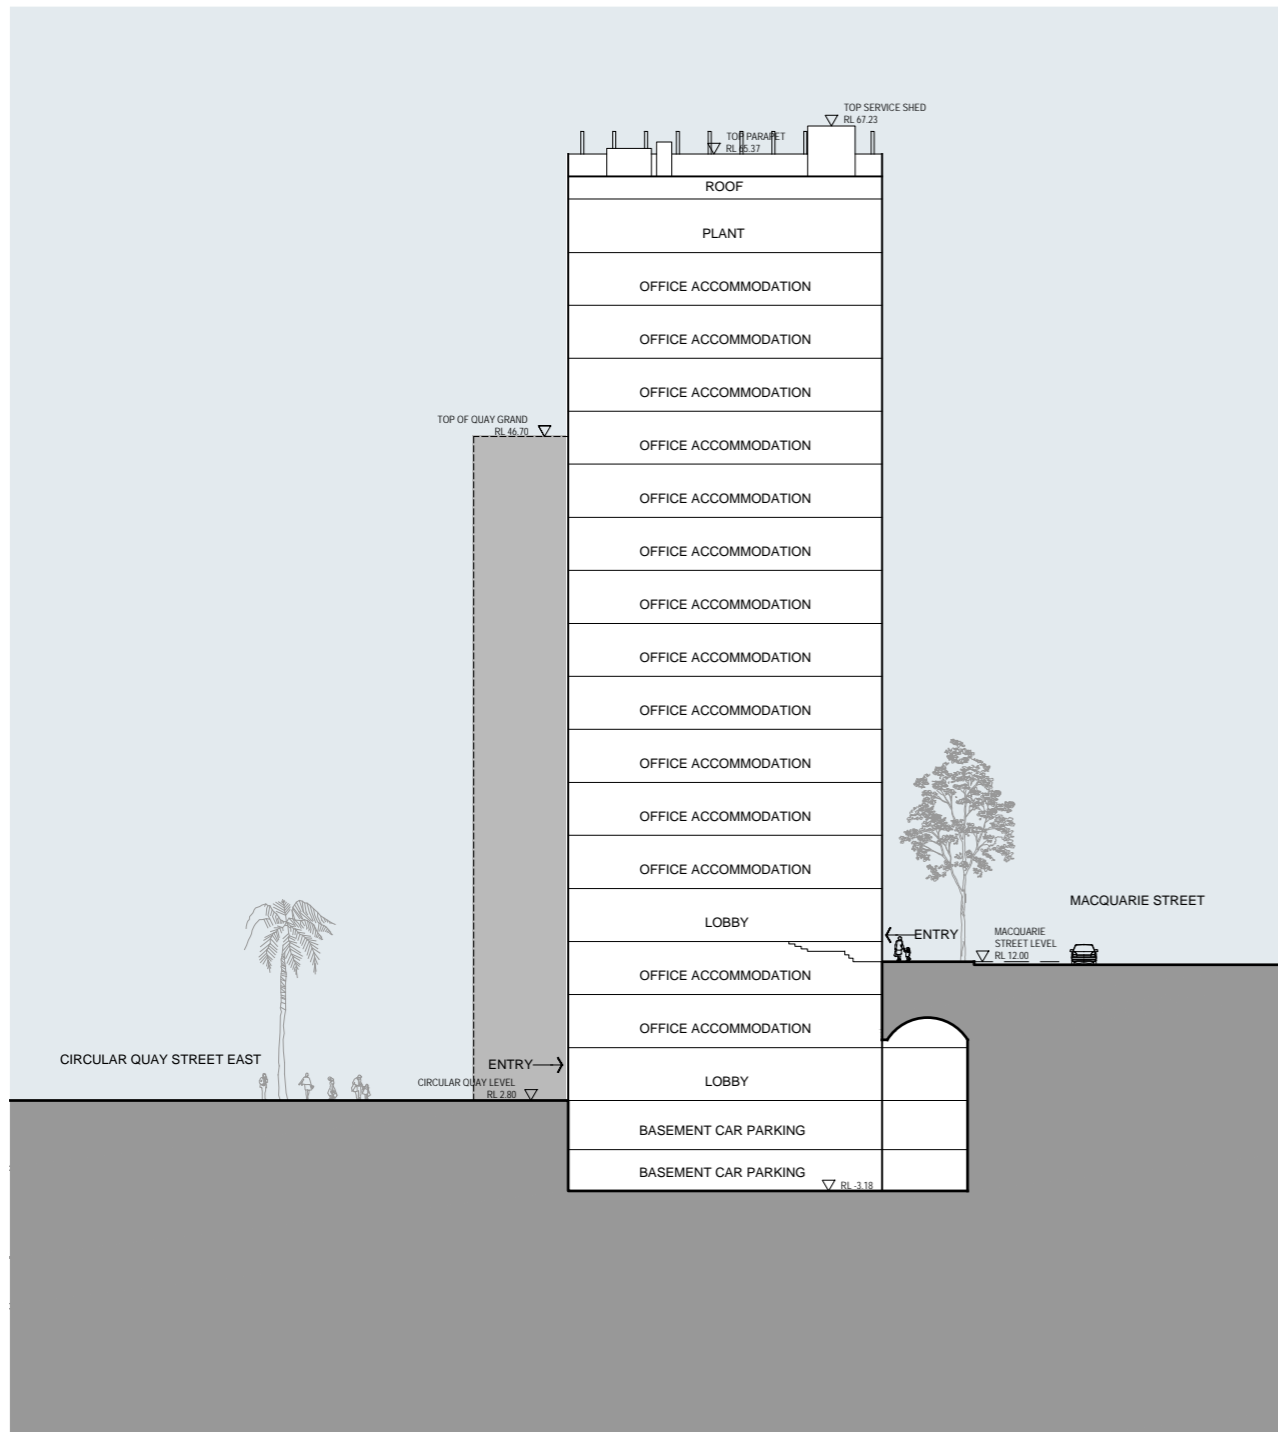 TOP SERVICE SHED
RL 67.23
TOP PARAPET
RL 65.37
ROOF
PLANT
OFFICE ACCOMMODATION
OFFICE ACCOMMODATION
OFFICE ACCOMMODATION
TOP OF QUAY GRAND
RL 46.70
OFFICE ACCOMMODATION
OFFICE ACCOMMODATION
OFFICE ACCOMMODATION
OFFICE ACCOMMODATION
OFFICE ACCOMMODATION
OFFICE ACCOMMODATION
OFFICE ACCOMMODATION
OFFICE ACCOMMODATION
OFFICE ACCOMMODATION
MACQUARIE STREET
LOBBY
ENTRY
MACQUARIE
STREET LEVEL
RL 12.00
OFFICE ACCOMMODATION
OFFICE ACCOMMODATION
CIRCULAR QUAY STREET EAST
ENTRY
LOBBY
CIRCULAR QUAY LEVEL
RL 2.80
BASEMENT CAR PARKING
BASEMENT CAR PARKING
RL -3.18